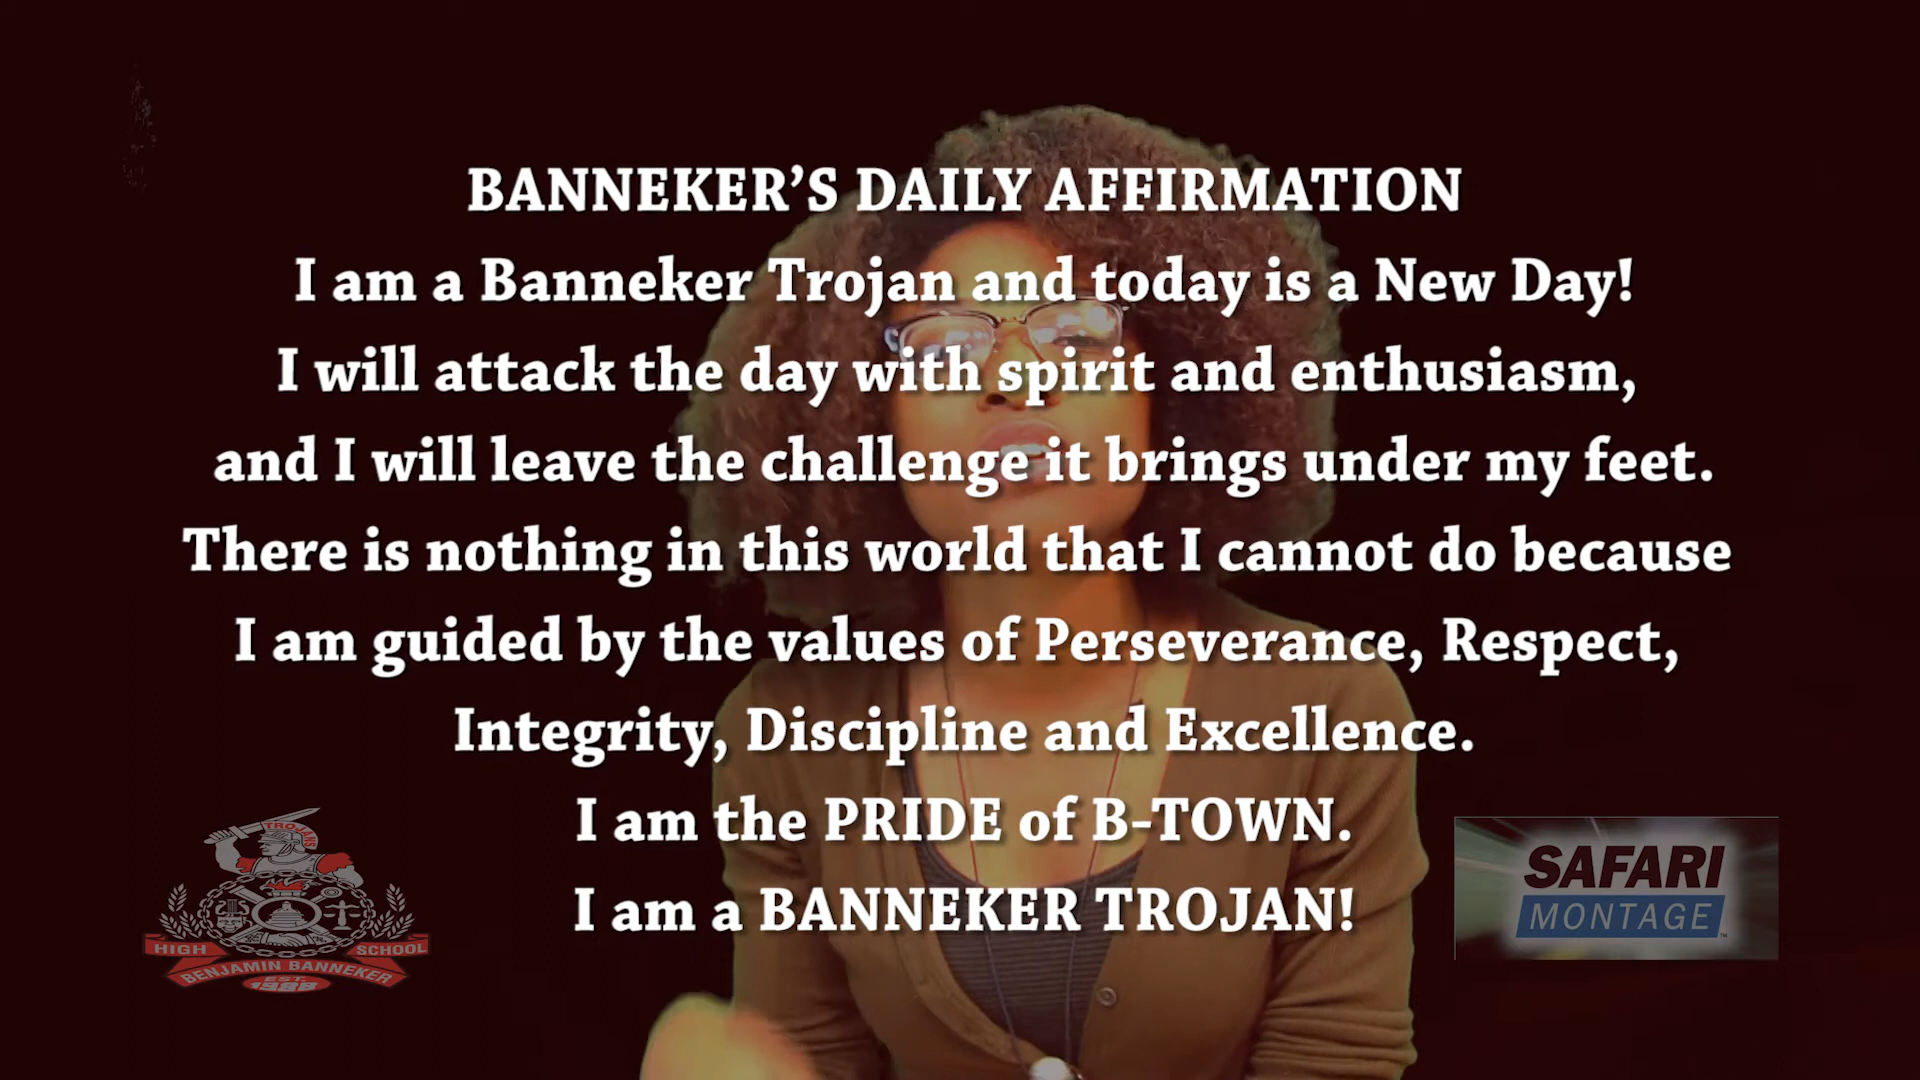 BANNEKER’S DAILY AFFIRMATION
I am a Banneker Trojan and today is a New Day!
I will attack the day with spirit and enthusiasm,
and I will leave the challenge it brings under my feet.
There is nothing in this world that I cannot do because
I am guided by the values of Perseverance, Respect,
Integrity, Discipline and Excellence.
I am the PRIDE of B-TOWN.
I am a BANNEKER TROJAN!
TROJANS
HIGH SCHOOL
BENJAMIN BANNEKER
EST.
1988
SAFARI
MONTAGE™